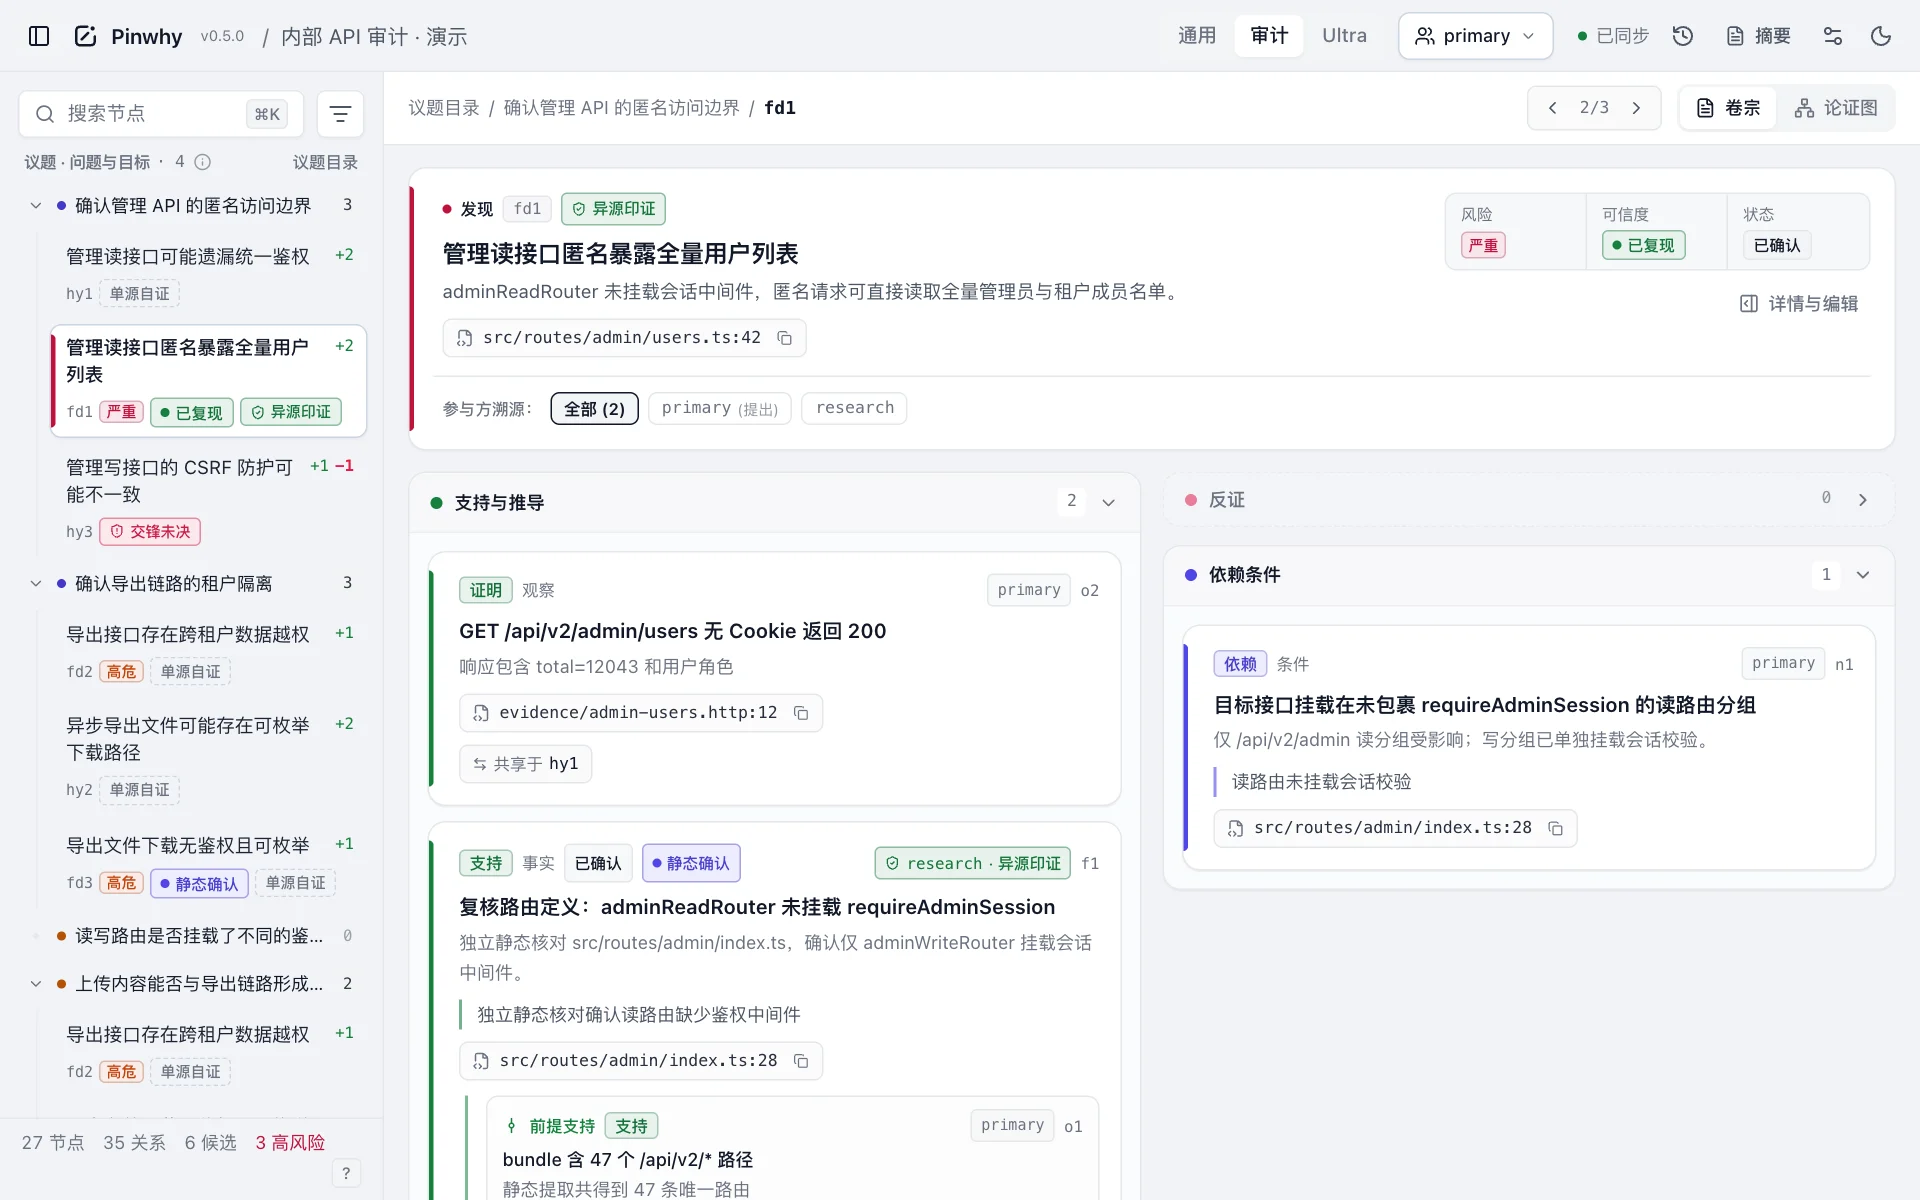 Pinwhy v0.5.0 / 内部 API 审计 · 演示
通用 审计 Ultra primary 已同步 摘要
搜索节点 ⌘K
议题 · 问题与目标 · 4 议题目录
确认管理 API 的匿名访问边界 3
管理读接口可能遗漏统一鉴权 +2
hy1 单源自证
管理读接口匿名暴露全量用户 +2
列表
fd1 严重 已复现 异源印证
管理写接口的 CSRF 防护可 +1 −1
能不一致
hy3 交锋未决
确认导出链路的租户隔离 3
导出接口存在跨租户数据越权 +1
fd2 高危 单源自证
异步导出文件可能存在可枚举 +2
下载路径
hy2 单源自证
导出文件下载无鉴权且可枚举 +1
fd3 高危 静态确认 单源自证
读写路由是否挂载了不同的鉴... 0
上传内容能否与导出链路形成... 2
导出接口存在跨租户数据越权 +1
fd2 高危 单源自证
27 节点 35 关系 6 候选 3 高风险
?
议题目录 / 确认管理 API 的匿名访问边界 / fd1
2/3 卷宗 论证图
发现 fd1 异源印证
管理读接口匿名暴露全量用户列表
adminReadRouter 未挂载会话中间件，匿名请求可直接读取全量管理员与租户成员名单。
src/routes/admin/users.ts:42
风险 可信度 状态
严重 已复现 已确认
详情与编辑
参与方溯源： 全部 (2) primary (提出) research
支持与推导 2
证明 观察 primary o2
GET /api/v2/admin/users 无 Cookie 返回 200
响应包含 total=12043 和用户角色
evidence/admin-users.http:12
共享于 hy1
支持 事实 已确认 静态确认 research · 异源印证 f1
复核路由定义：adminReadRouter 未挂载 requireAdminSession
独立静态核对 src/routes/admin/index.ts，确认仅 adminWriteRouter 挂载会话
中间件。
独立静态核对确认读路由缺少鉴权中间件
src/routes/admin/index.ts:28
前提支持 支持 primary o1
bundle 含 47 个 /api/v2/* 路径
静态提取共得到 47 条唯一路由
反证 0
依赖条件 1
依赖 条件 primary n1
目标接口挂载在未包裹 requireAdminSession 的读路由分组
仅 /api/v2/admin 读分组受影响；写分组已单独挂载会话校验。
读路由未挂载会话校验
src/routes/admin/index.ts:28